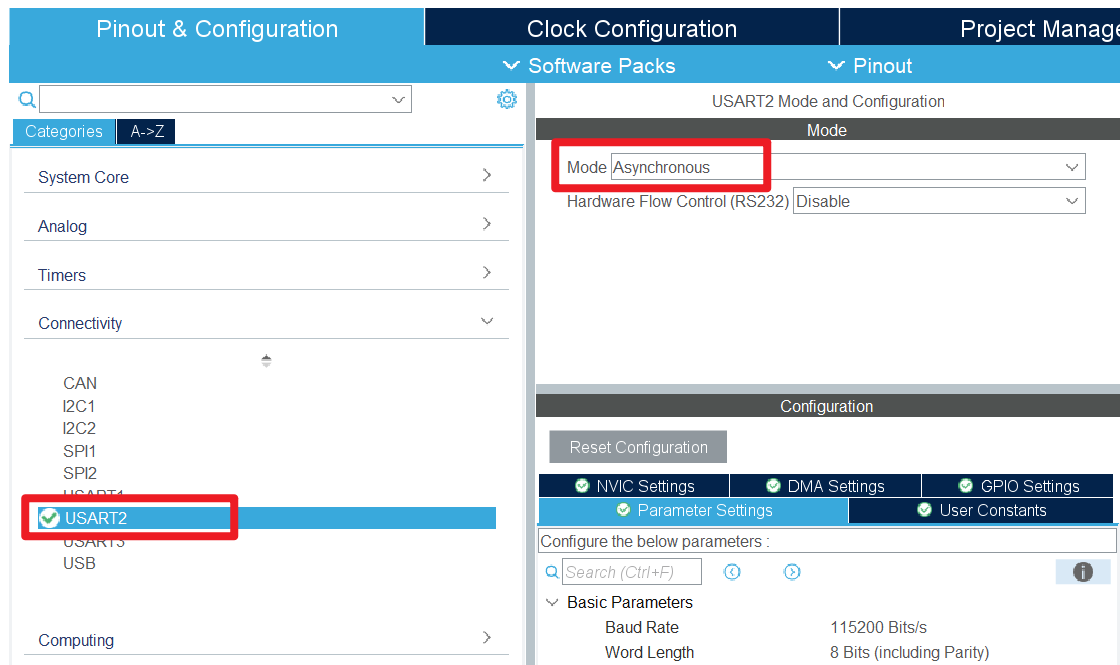 Pinout & Configuration
Clock Configuration
Project Manage
Software Packs
Pinout
Categories
A->Z
System Core
Analog
Timers
Connectivity
CAN
I2C1
I2C2
SPI1
SPI2
USART1
USART2
USART3
USB
Computing
USART2 Mode and Configuration
Mode
Mode Asynchronous
Hardware Flow Control (RS232) Disable
Configuration
Reset Configuration
NVIC Settings
DMA Settings
GPIO Settings
Parameter Settings
User Constants
Configure the below parameters :
Search (Ctrl+F)
Basic Parameters
Baud Rate 115200 Bits/s
Word Length 8 Bits (including Parity)